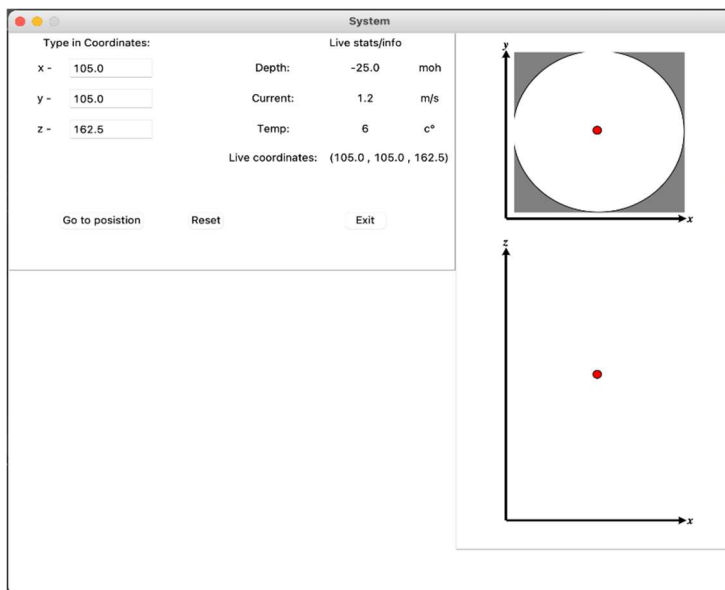 System
Type in Coordinates:
Live stats/info
x - 105.0
Depth: -25.0 moh
y - 105.0
Current: 1.2 m/s
z - 162.5
Temp: 6 c°
Live coordinates: (105.0 , 105.0 , 162.5)
Go to posistion
Reset
Exit
y
x
z
x